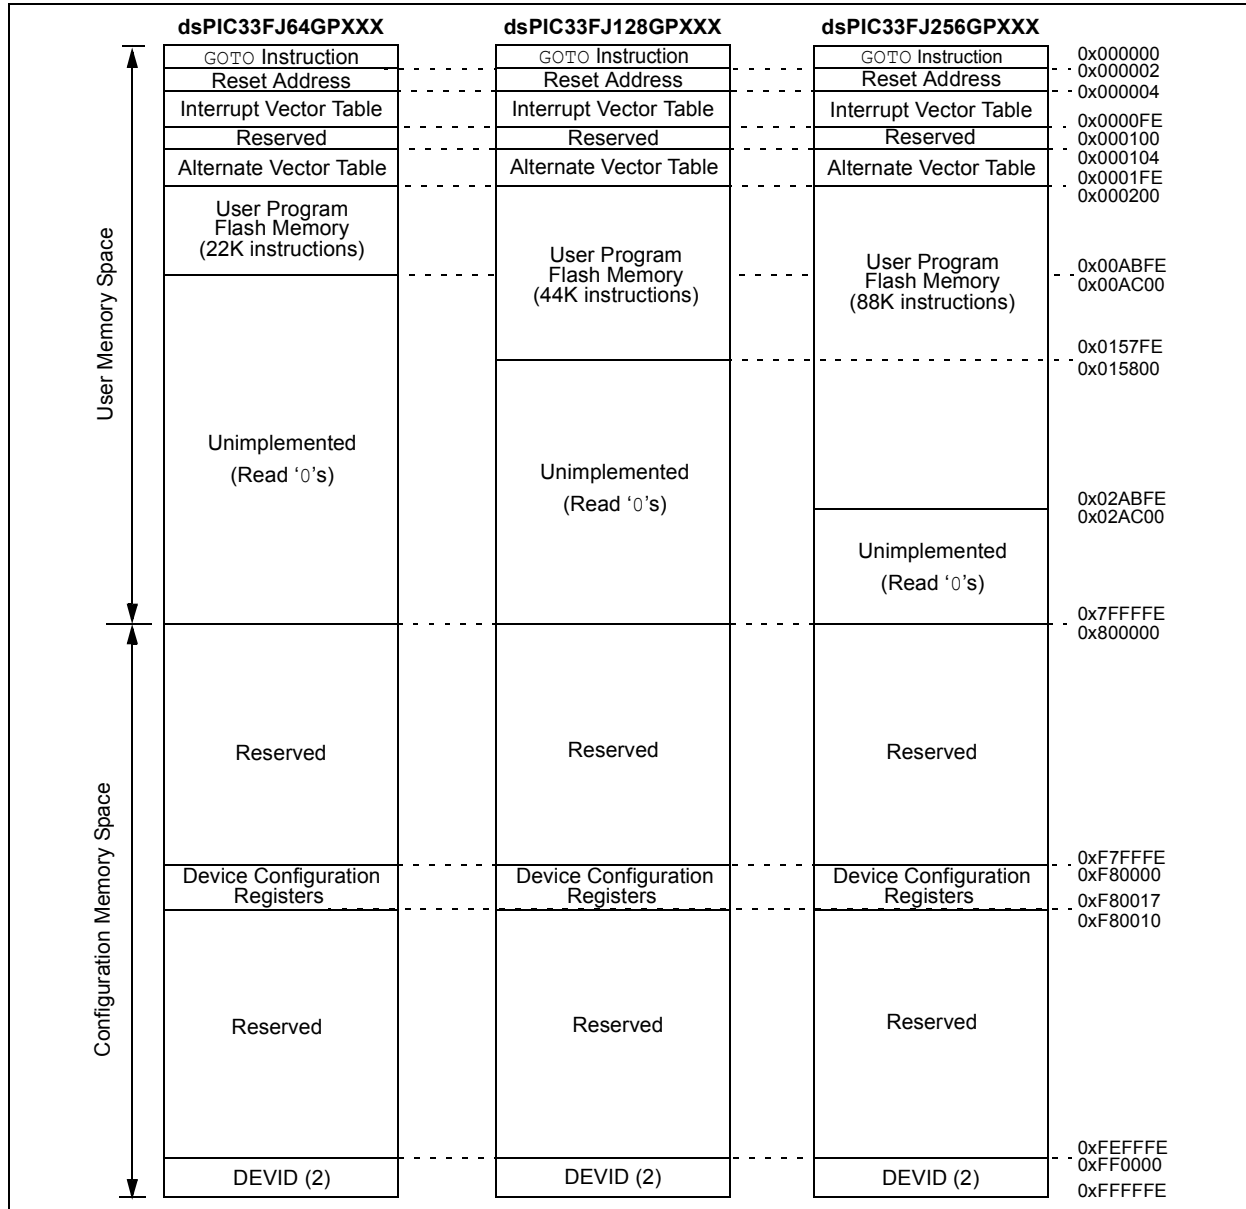 dsPIC33FJ64GPXXX
dsPIC33FJ128GPXXX
dsPIC33FJ256GPXXX
User Memory Space
Configuration Memory Space
GOTO Instruction
Reset Address
Interrupt Vector Table
Reserved
Alternate Vector Table
User Program
Flash Memory
(22K instructions)
Unimplemented
(Read ‘0’s)
Reserved
Device Configuration
Registers
Reserved
DEVID (2)
GOTO Instruction
Reset Address
Interrupt Vector Table
Reserved
Alternate Vector Table
User Program
Flash Memory
(44K instructions)
Unimplemented
(Read ‘0’s)
Reserved
Device Configuration
Registers
Reserved
DEVID (2)
GOTO Instruction
Reset Address
Interrupt Vector Table
Reserved
Alternate Vector Table
User Program
Flash Memory
(88K instructions)
Unimplemented
(Read ‘0’s)
Reserved
Device Configuration
Registers
Reserved
DEVID (2)
0x000000
0x000002
0x000004
0x0000FE
0x000100
0x000104
0x0001FE
0x000200
0x00ABFE
0x00AC00
0x0157FE
0x015800
0x02ABFE
0x02AC00
0x7FFFFE
0x800000
0xF7FFFE
0xF80000
0xF80017
0xF80010
0xFEFFFE
0xFF0000
0xFFFFFE